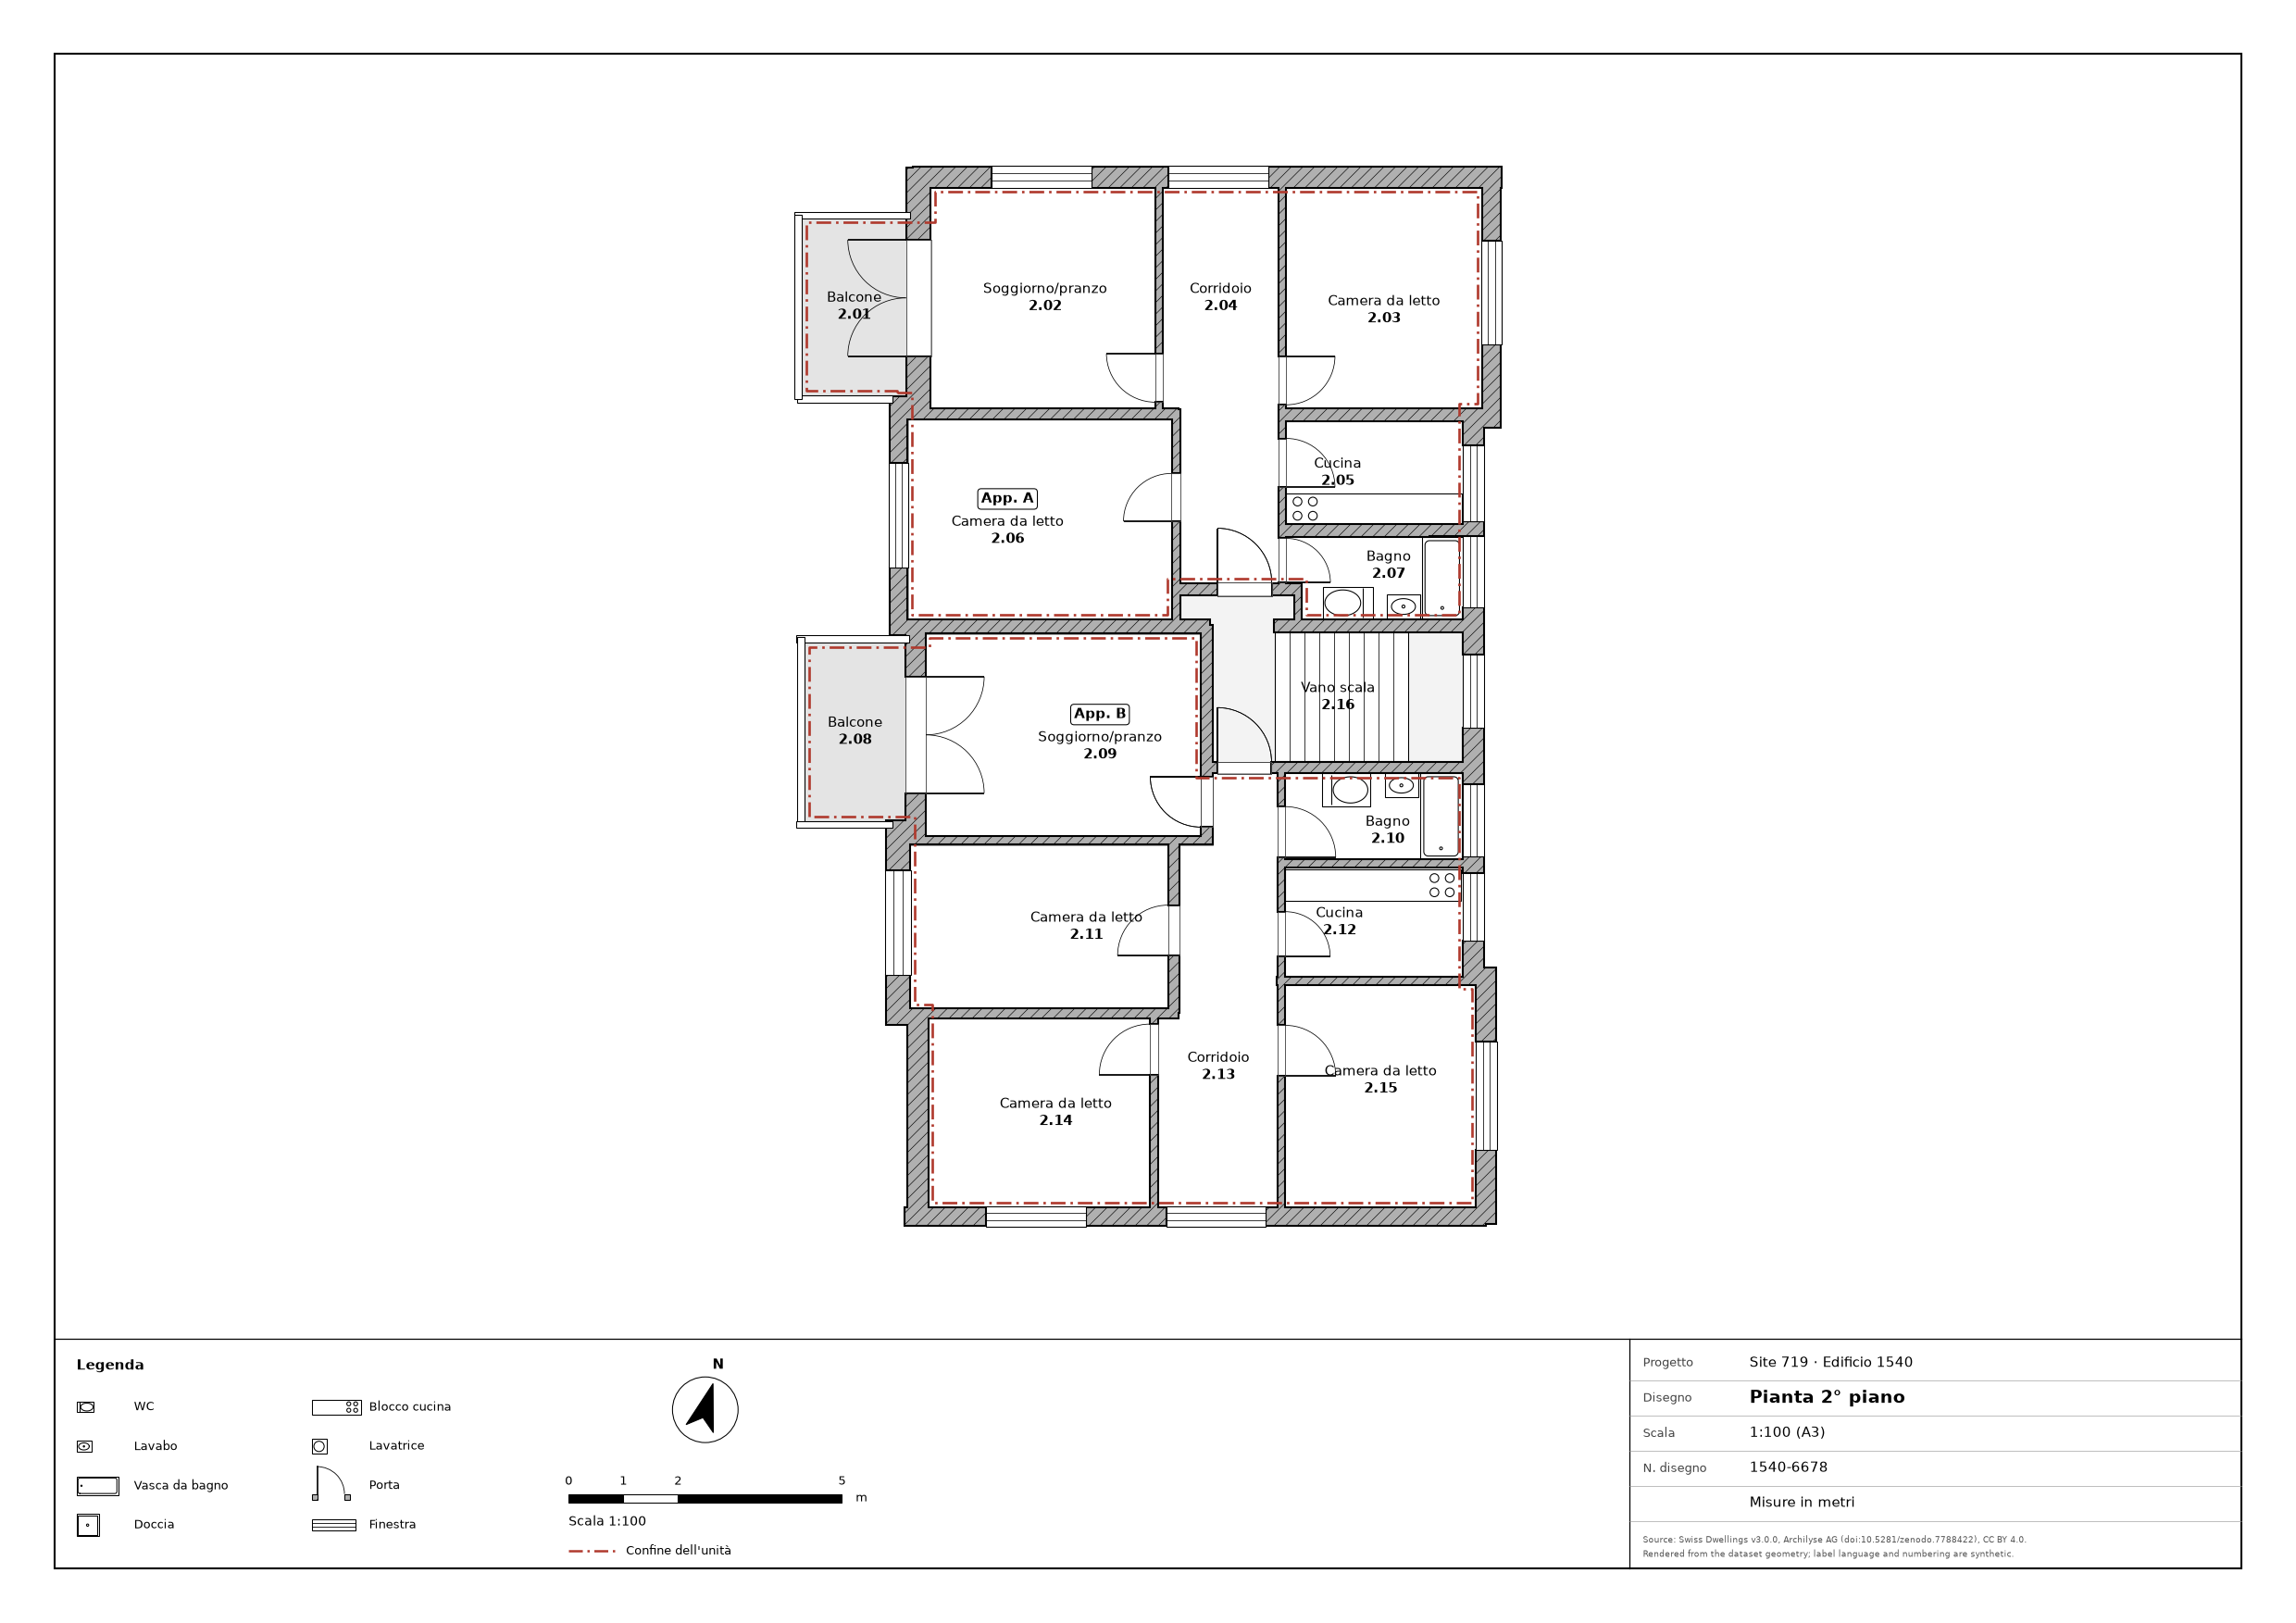 Balcone
2.01
Soggiorno/pranzo
2.02
Corridoio
2.04
Camera da letto
2.03
Cucina
2.05
App. A
Camera da letto
2.06
Bagno
2.07
Vano scala
2.16
Balcone
2.08
App. B
Soggiorno/pranzo
2.09
Bagno
2.10
Camera da letto
2.11
Cucina
2.12
Corridoio
2.13
Camera da letto
2.15
Camera da letto
2.14
Legenda
WC
Lavabo
Vasca da bagno
Doccia
Blocco cucina
Lavatrice
Porta
Finestra
N
0 1 2 5
m
Scala 1:100
Confine dell'unità
Progetto Site 719 · Edificio 1540
Disegno Pianta 2° piano
Scala 1:100 (A3)
N. disegno 1540-6678
Misure in metri
Source: Swiss Dwellings v3.0.0, Archilyse AG (doi:10.5281/zenodo.7788422), CC BY 4.0.
Rendered from the dataset geometry; label language and numbering are synthetic.